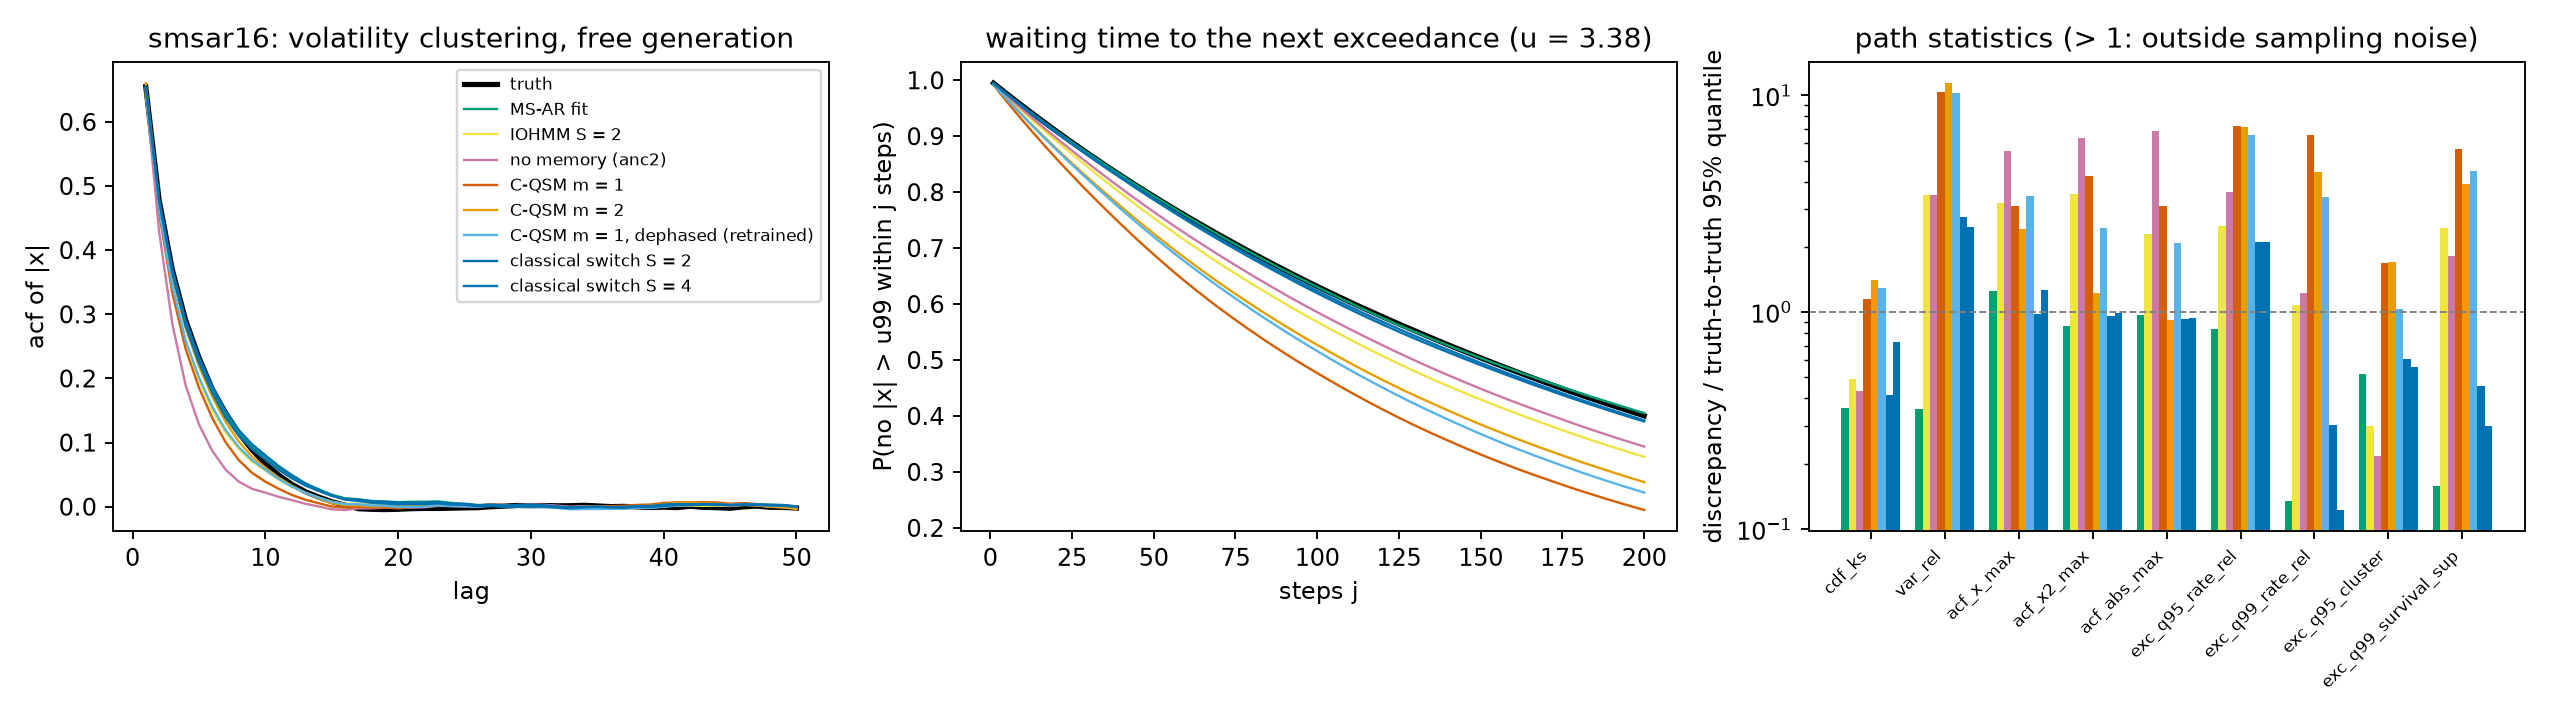 smsar16: volatility clustering, free generation
acf of |x|
0.6
0.5
0.4
0.3
0.2
0.1
0.0
0 10 20 30 40 50
lag
truth
MS-AR fit
IOHMM S = 2
no memory (anc2)
C-QSM m = 1
C-QSM m = 2
C-QSM m = 1, dephased (retrained)
classical switch S = 2
classical switch S = 4
waiting time to the next exceedance (u = 3.38)
P(no |x| > u99 within j steps)
1.0
0.9
0.8
0.7
0.6
0.5
0.4
0.3
0.2
0 25 50 75 100 125 150 175 200
steps j
path statistics (> 1: outside sampling noise)
discrepancy / truth-to-truth 95% quantile
10¹
10⁰
10⁻¹
cdf_ks
var_rel
acf_x_max
acf_x2_max
acf_abs_max
exc_q95_rate_rel
exc_q99_rate_rel
exc_q95_cluster
exc_q99_survival_sup